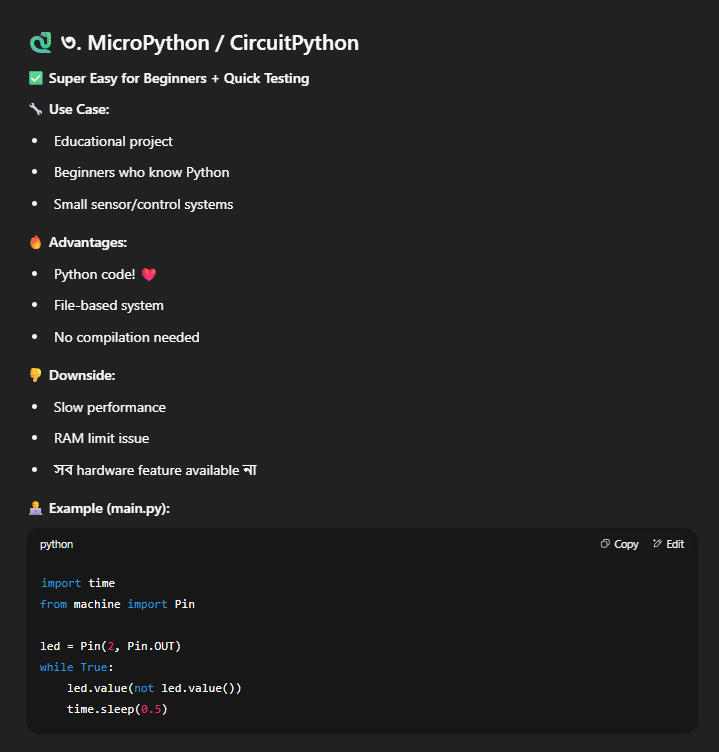 🐍 ৩. MicroPython / CircuitPython
✅ Super Easy for Beginners + Quick Testing
🔧 Use Case:
• Educational project
• Beginners who know Python
• Small sensor/control systems
🔥 Advantages:
• Python code! ❤️
• File-based system
• No compilation needed
👎 Downside:
• Slow performance
• RAM limit issue
• সব hardware feature available না
🧑‍💻 Example (main.py):
python Copy Edit
import time
from machine import Pin

led = Pin(2, Pin.OUT)
while True:
    led.value(not led.value())
    time.sleep(0.5)